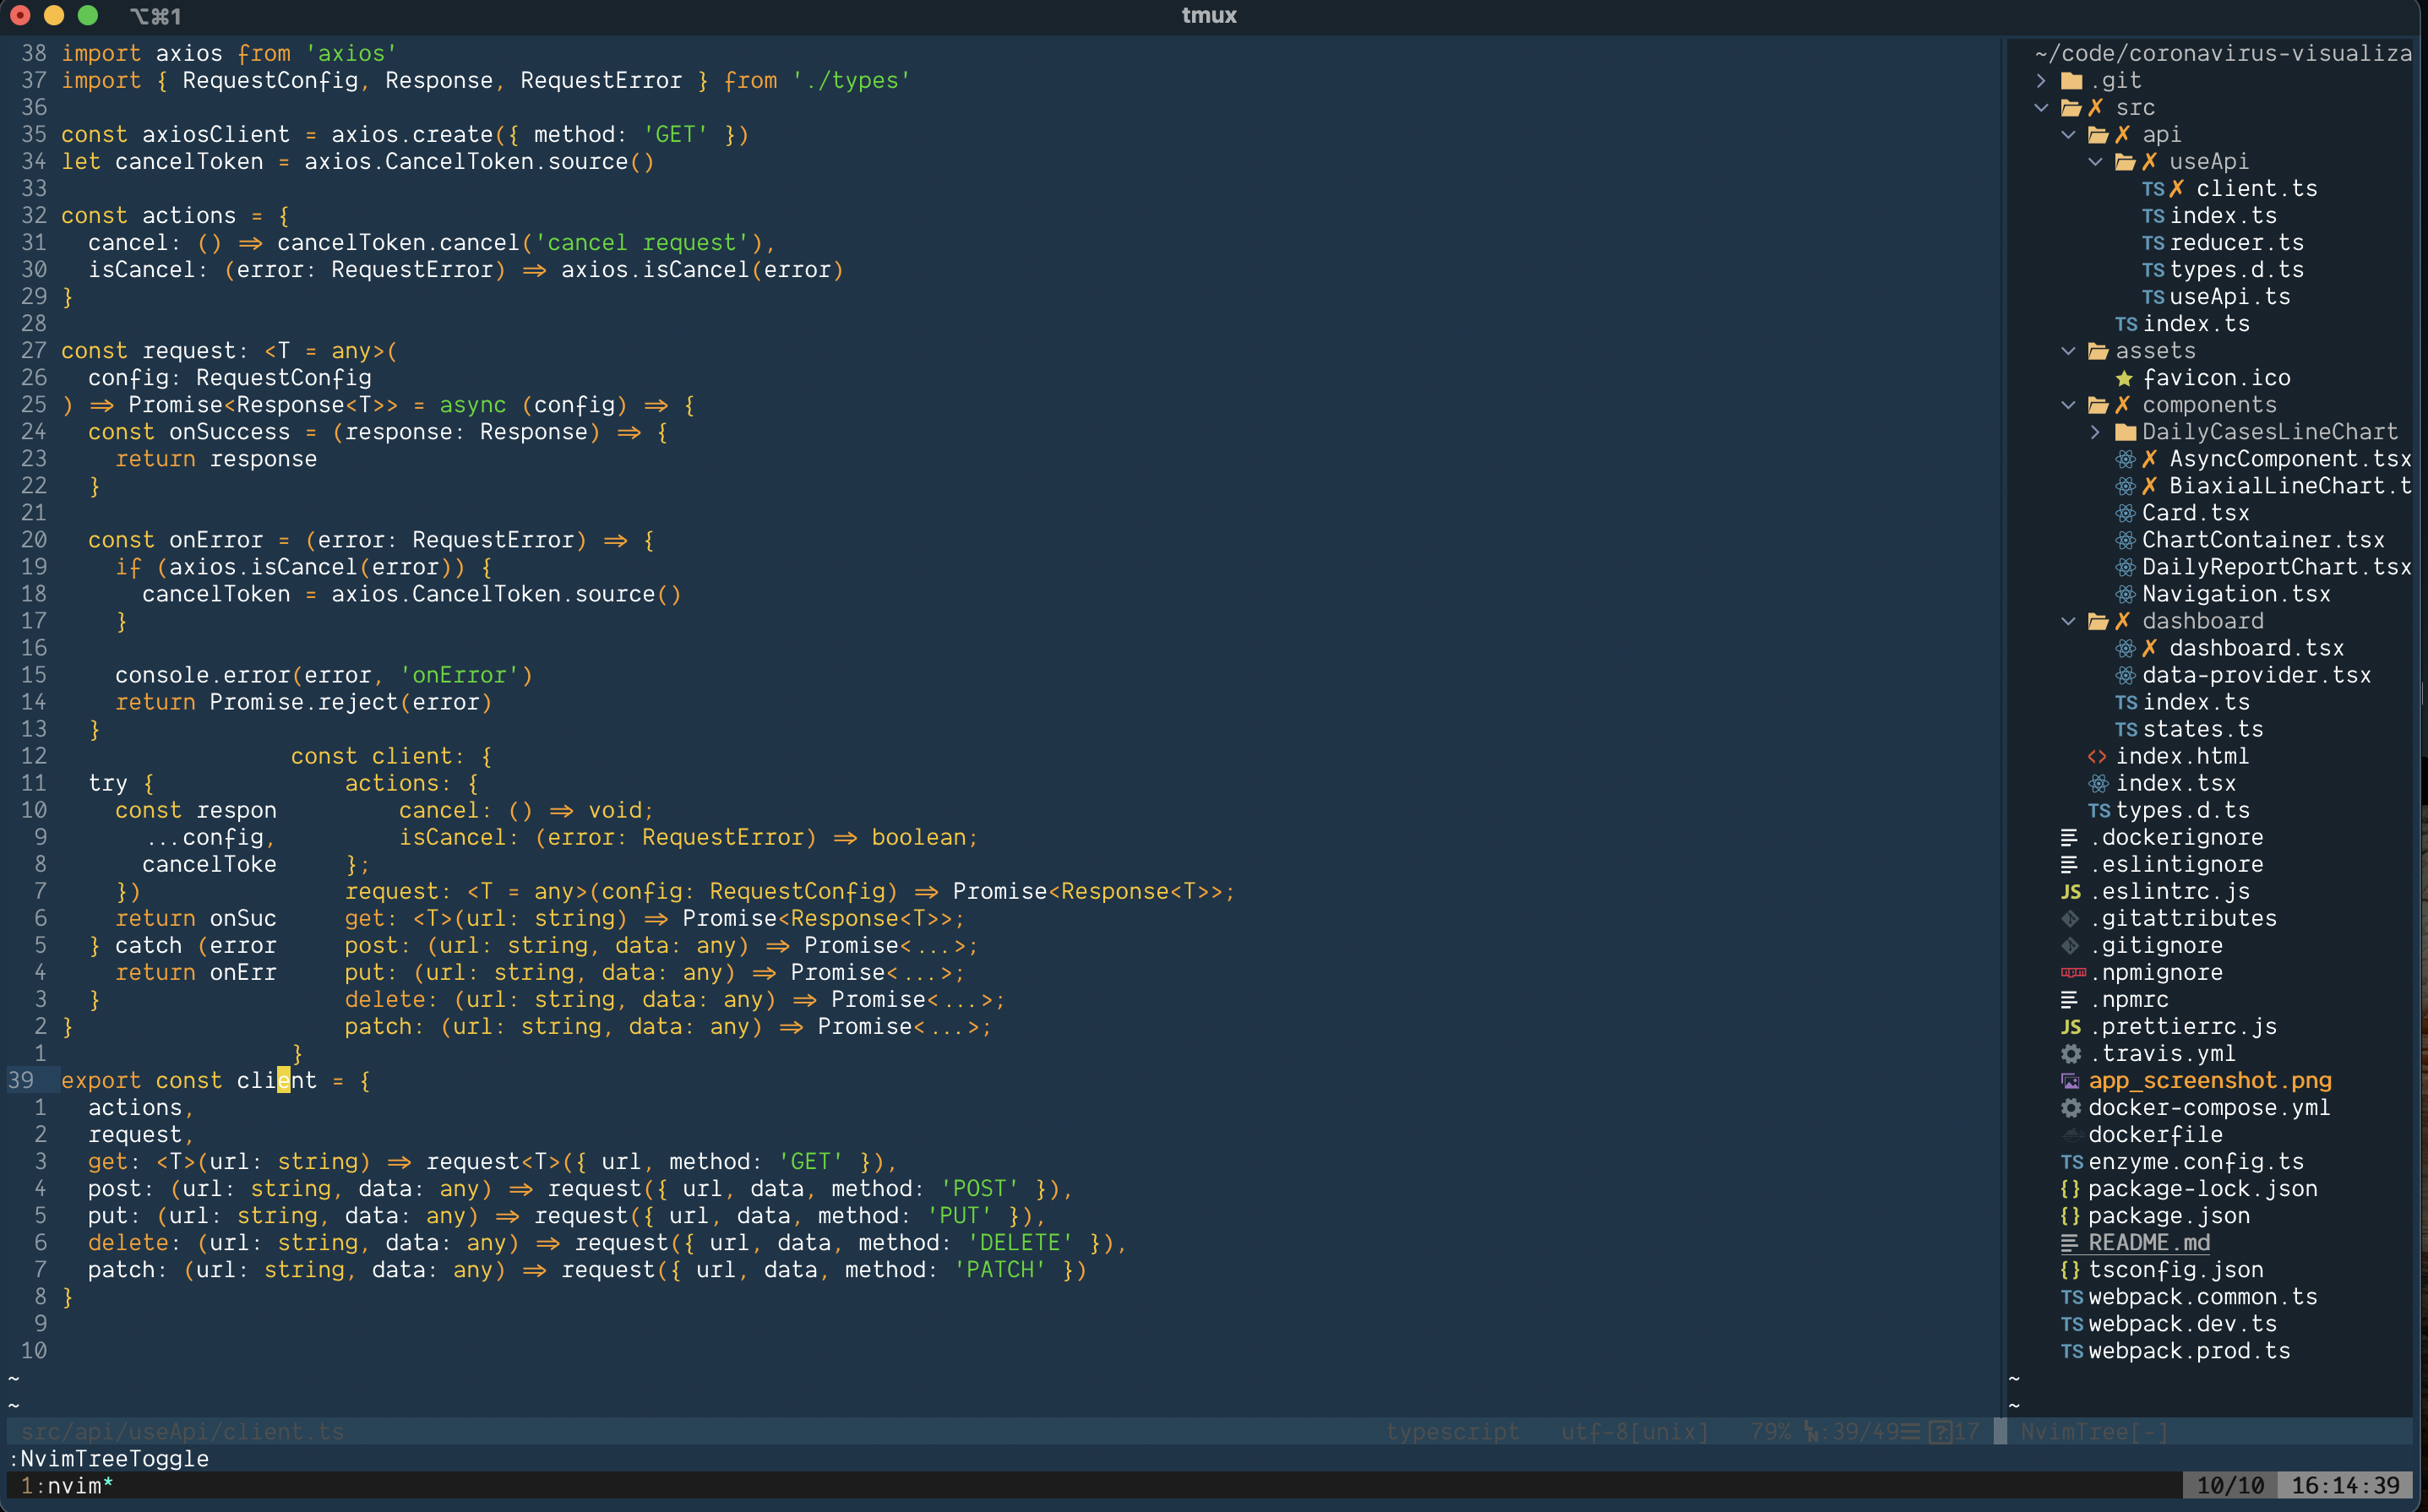 ⌥⌘1 tmux
38 import axios from 'axios'
37 import { RequestConfig, Response, RequestError } from './types'
36
35 const axiosClient = axios.create({ method: 'GET' })
34 let cancelToken = axios.CancelToken.source()
33
32 const actions = {
31   cancel: () => cancelToken.cancel('cancel request'),
30   isCancel: (error: RequestError) => axios.isCancel(error)
29 }
28
27 const request: <T = any>(
26   config: RequestConfig
25 ) => Promise<Response<T>> = async (config) => {
24   const onSuccess = (response: Response) => {
23     return response
22   }
21
20   const onError = (error: RequestError) => {
19     if (axios.isCancel(error)) {
18       cancelToken = axios.CancelToken.source()
17     }
16
15     console.error(error, 'onError')
14     return Promise.reject(error)
13   }
12                  const client: {
11   try {              actions: {
10     const respon         cancel: () => void;
9       ...config,         isCancel: (error: RequestError) => boolean;
8       cancelToke     };
7     })               request: <T = any>(config: RequestConfig) => Promise<Response<T>>;
6     return onSuc     get: <T>(url: string) => Promise<Response<T>>;
5   } catch (error     post: (url: string, data: any) => Promise<...>;
4     return onErr     put: (url: string, data: any) => Promise<...>;
3   }                  delete: (url: string, data: any) => Promise<...>;
2 }                    patch: (url: string, data: any) => Promise<...>;
1                  }
39 export const client = {
1   actions,
2   request,
3   get: <T>(url: string) => request<T>({ url, method: 'GET' }),
4   post: (url: string, data: any) => request({ url, data, method: 'POST' }),
5   put: (url: string, data: any) => request({ url, data, method: 'PUT' }),
6   delete: (url: string, data: any) => request({ url, data, method: 'DELETE' }),
7   patch: (url: string, data: any) => request({ url, data, method: 'PATCH' })
8 }
9
10
~
~
src/api/useApi/client.ts typescript utf-8[unix] 79% :39/49 17
~/code/coronavirus-visualiza
.git
✗ src
✗ api
✗ useApi
TS ✗ client.ts
TS index.ts
TS reducer.ts
TS types.d.ts
TS useApi.ts
TS index.ts
assets
favicon.ico
✗ components
DailyCasesLineChart
✗ AsyncComponent.tsx
✗ BiaxialLineChart.t
Card.tsx
ChartContainer.tsx
DailyReportChart.tsx
Navigation.tsx
✗ dashboard
✗ dashboard.tsx
data-provider.tsx
TS index.ts
TS states.ts
<> index.html
index.tsx
TS types.d.ts
.dockerignore
.eslintignore
JS .eslintrc.js
.gitattributes
.gitignore
.npmignore
.npmrc
JS .prettierrc.js
.travis.yml
app_screenshot.png
docker-compose.yml
dockerfile
TS enzyme.config.ts
{} package-lock.json
{} package.json
README.md
{} tsconfig.json
TS webpack.common.ts
TS webpack.dev.ts
TS webpack.prod.ts
~
~
NvimTree[-]
:NvimTreeToggle
1:nvim* 10/10 16:14:39